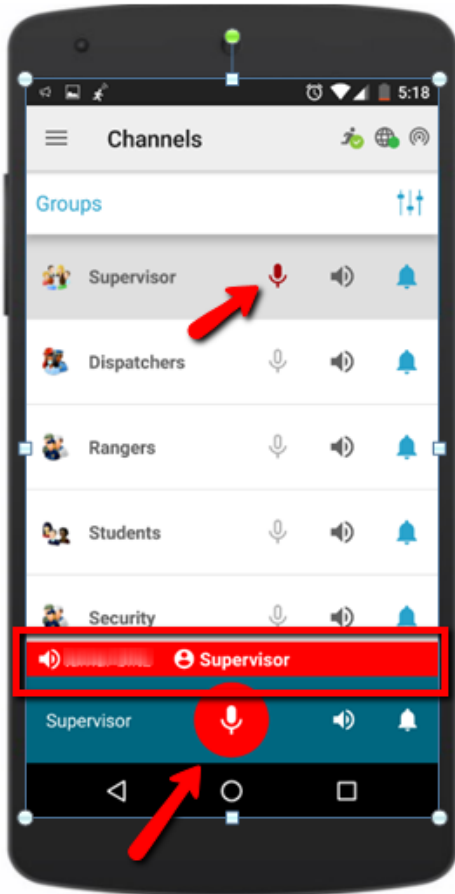 5:18
Channels
Groups
Supervisor
Dispatchers
Rangers
Students
Security
Supervisor
Supervisor